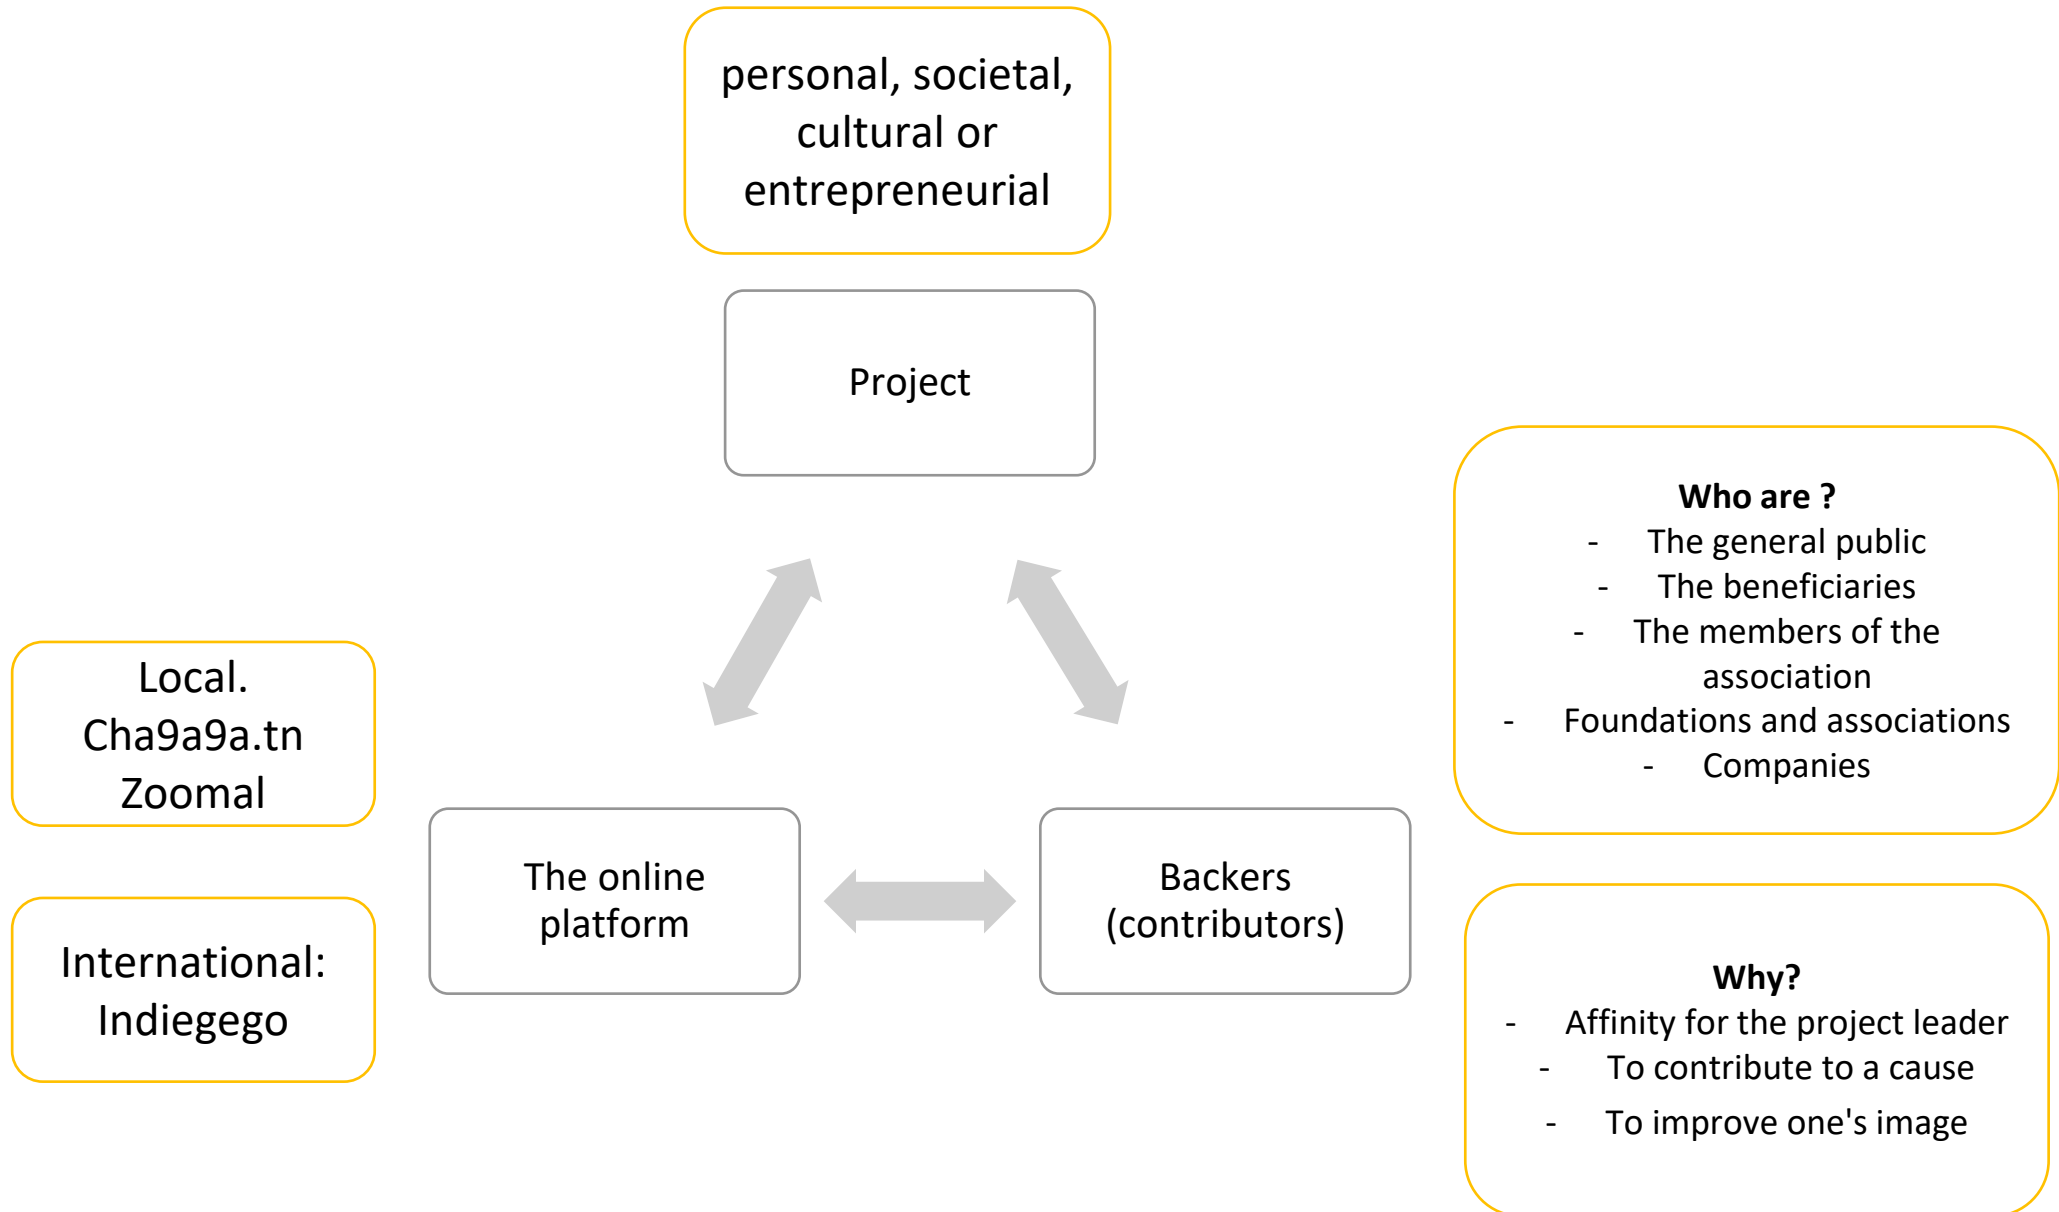 personal, societal,
cultural or
entrepreneurial
Project
Local.
Cha9a9a.tn
Zoomal
International:
Indiegego
The online
platform
Backers
(contributors)
Who are ?
- The general public
- The beneficiaries
- The members of the
association
- Foundations and associations
- Companies
Why?
- Affinity for the project leader
- To contribute to a cause
- To improve one's image